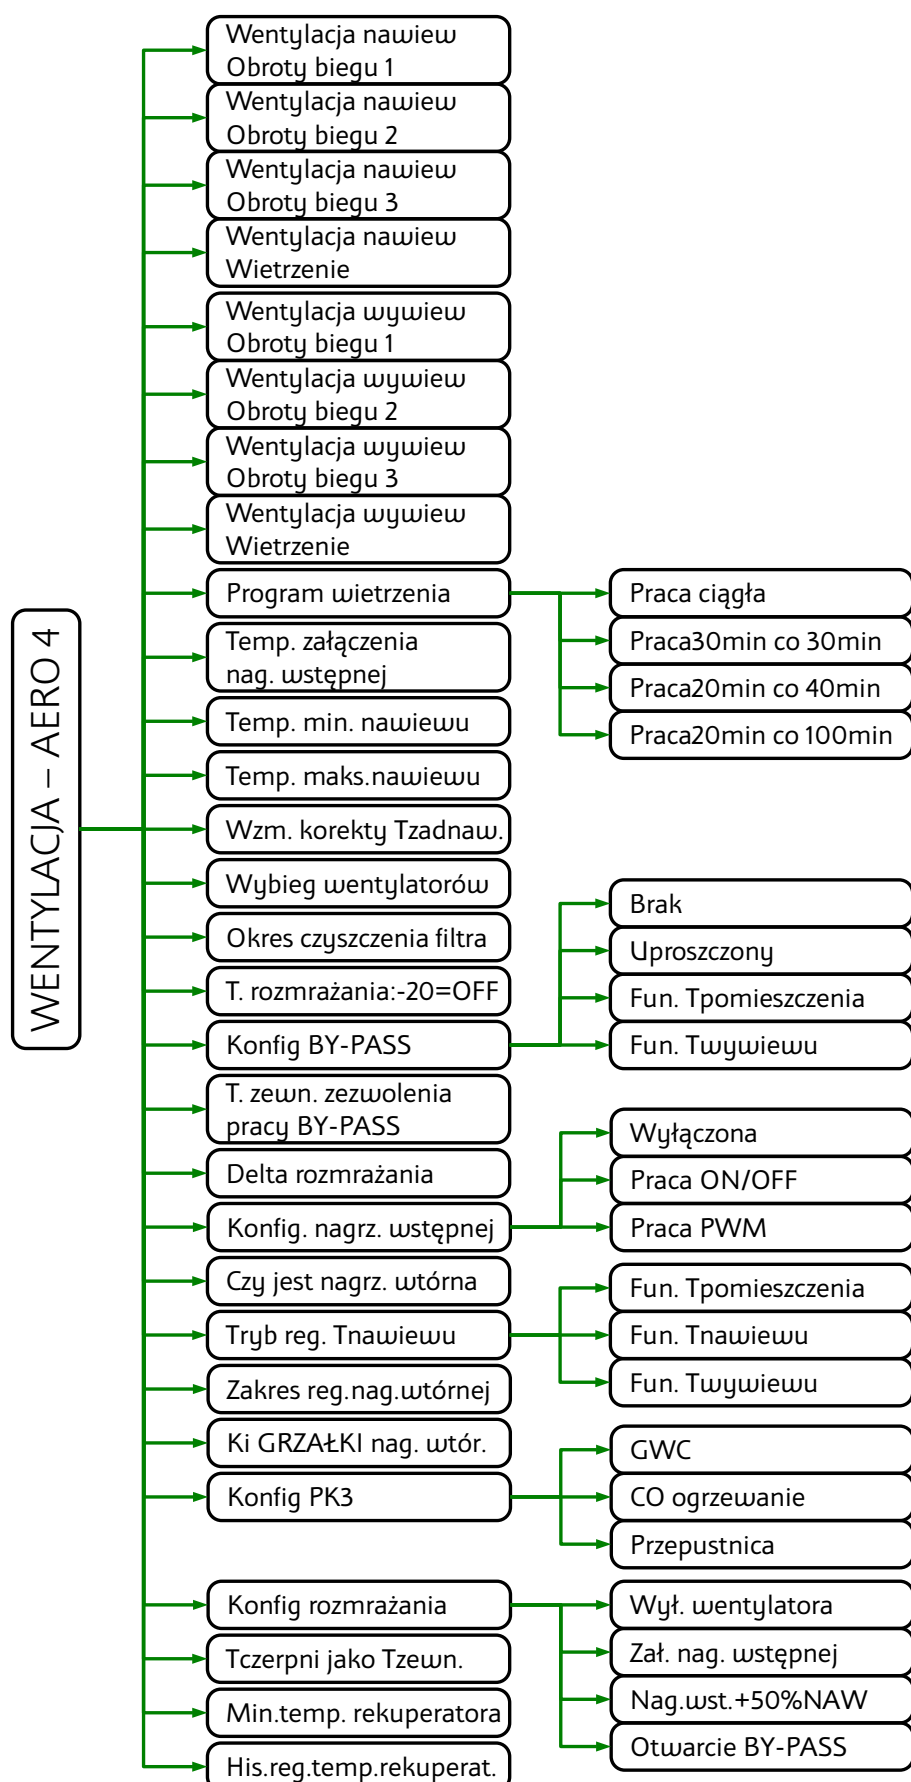 WENTYLACJA – AERO 4
Wentylacja nawiew
Obroty biegu 1
Wentylacja nawiew
Obroty biegu 2
Wentylacja nawiew
Obroty biegu 3
Wentylacja nawiew
Wietrzenie
Wentylacja wywiew
Obroty biegu 1
Wentylacja wywiew
Obroty biegu 2
Wentylacja wywiew
Obroty biegu 3
Wentylacja wywiew
Wietrzenie
Program wietrzenia
Praca ciągła
Praca30min co 30min
Praca20min co 40min
Praca20min co 100min
Temp. załączenia
nag. wstępnej
Temp. min. nawiewu
Temp. maks.nawiewu
Wzm. korekty Tzadnaw.
Wybieg wentylatorów
Okres czyszczenia filtra
T. rozmrażania:-20=OFF
Konfig BY-PASS
Brak
Uproszczony
Fun. Tpomieszczenia
Fun. Twywiewu
T. zewn. zezwolenia
pracy BY-PASS
Delta rozmrażania
Konfig. nagrz. wstępnej
Wyłączona
Praca ON/OFF
Praca PWM
Czy jest nagrz. wtórna
Tryb reg. Tnawiewu
Fun. Tpomieszczenia
Fun. Tnawiewu
Fun. Twywiewu
Zakres reg.nag.wtórnej
Ki GRZAŁKI nag. wtór.
Konfig PK3
GWC
CO ogrzewanie
Przepustnica
Konfig rozmrażania
Wył. wentylatora
Zał. nag. wstępnej
Nag.wst.+50%NAW
Otwarcie BY-PASS
Tczerpni jako Tzewn.
Min.temp. rekuperatora
His.reg.temp.rekuperat.